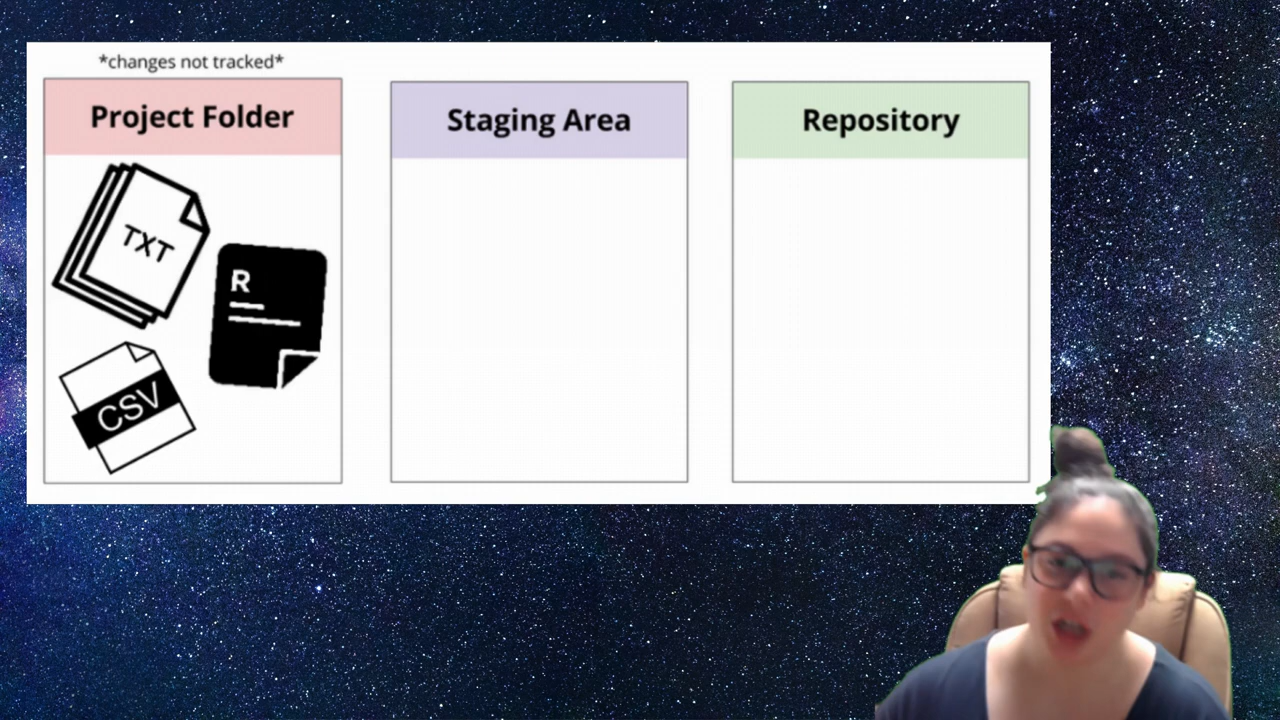 *changes not tracked*
Project Folder
Staging Area
Repository
TXT
R
CSV